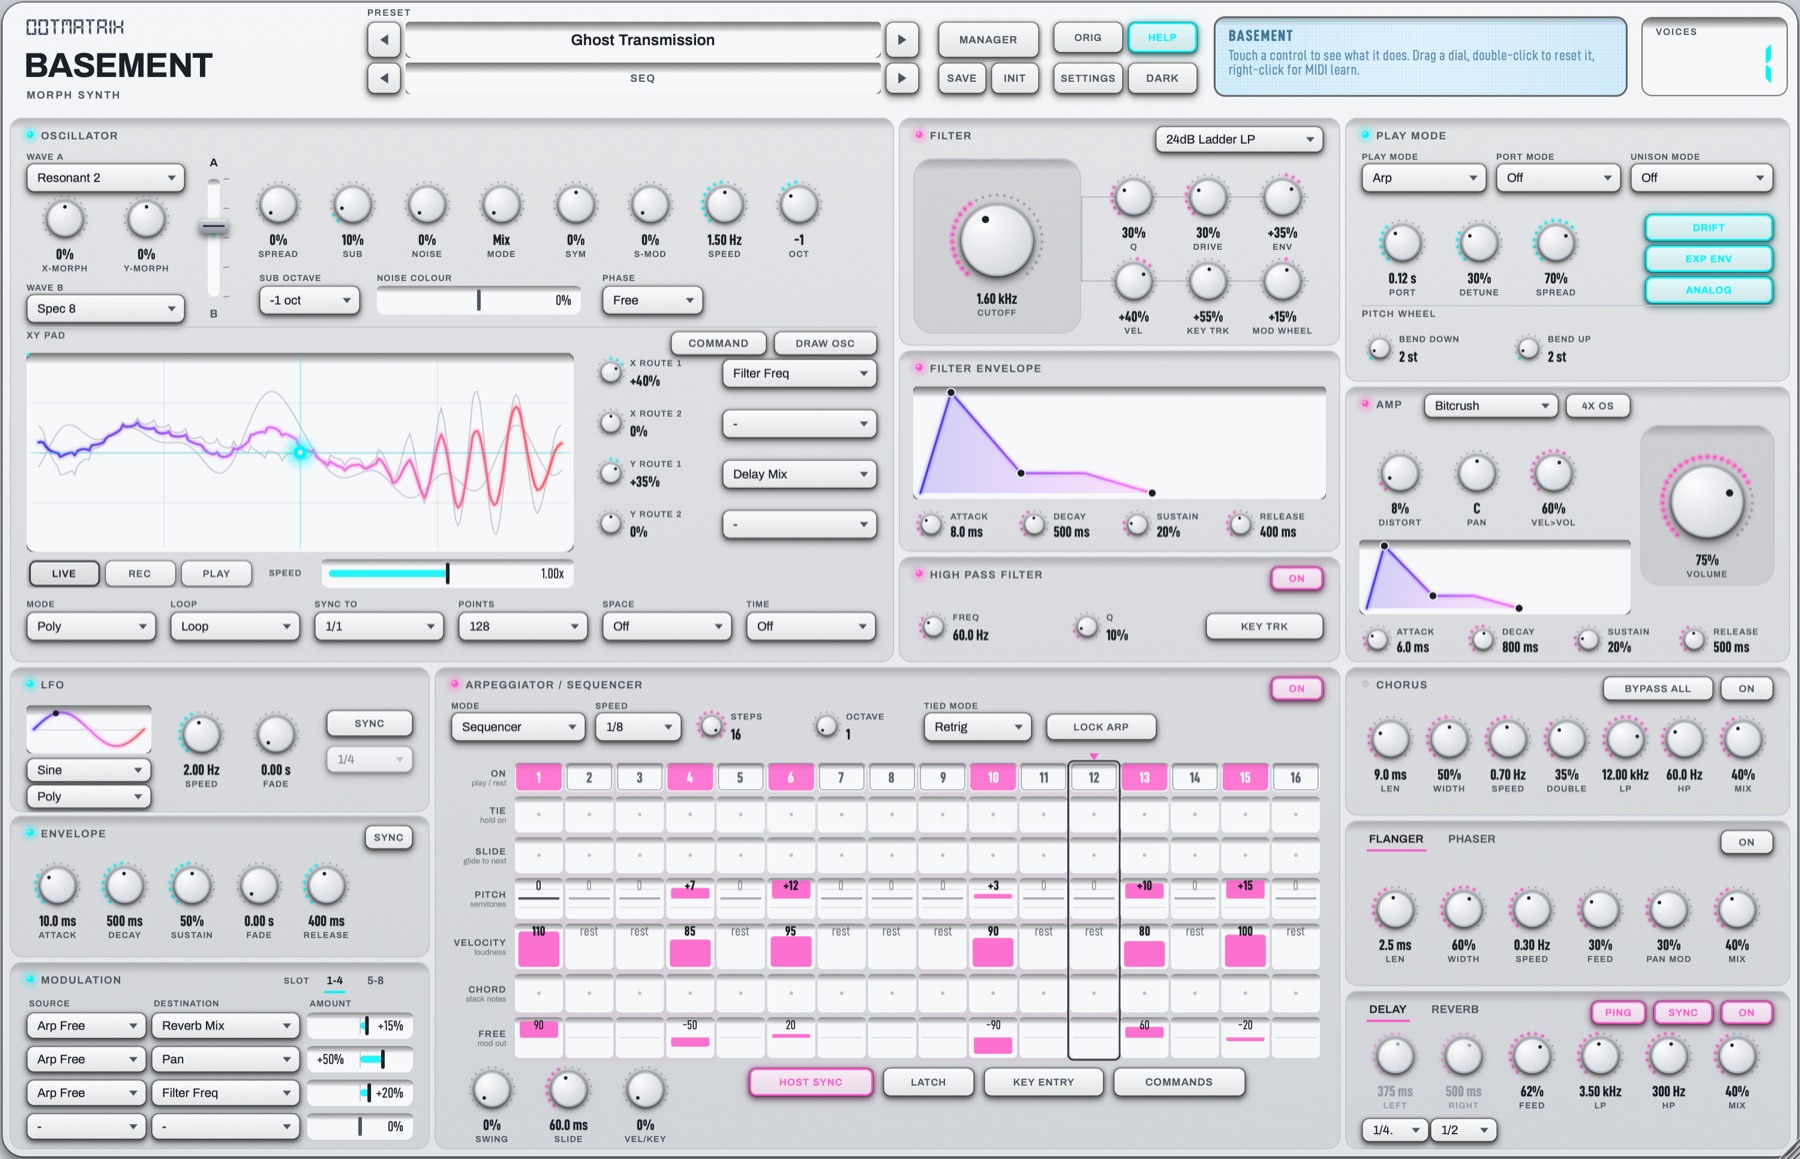 DOTMATRIX
BASEMENT
MORPH SYNTH
PRESET
Ghost Transmission
SEQ
MANAGER
ORIG
HELP
SAVE
INIT
SETTINGS
DARK
BASEMENT
Touch a control to see what it does. Drag a dial, double-click to reset it,
right-click for MIDI learn.
VOICES
1
OSCILLATOR
WAVE A
Resonant 2
0%
X-MORPH
0%
Y-MORPH
WAVE B
Spec 8
A
B
0%
SPREAD
10%
SUB
0%
NOISE
Mix
MODE
0%
SYM
0%
S-MOD
1.50 Hz
SPEED
-1
OCT
SUB OCTAVE
-1 oct
NOISE COLOUR
0%
PHASE
Free
XY PAD
COMMAND
DRAW OSC
X ROUTE 1
+40%
Filter Freq
X ROUTE 2
0%
-
Y ROUTE 1
+35%
Delay Mix
Y ROUTE 2
0%
-
LIVE
REC
PLAY
SPEED
1.00x
MODE
Poly
LOOP
Loop
SYNC TO
1/1
POINTS
128
SPACE
Off
TIME
Off
FILTER
24dB Ladder LP
1.60 kHz
CUTOFF
30%
Q
30%
DRIVE
+35%
ENV
+40%
VEL
+55%
KEY TRK
+15%
MOD WHEEL
FILTER ENVELOPE
ATTACK
8.0 ms
DECAY
500 ms
SUSTAIN
20%
RELEASE
400 ms
HIGH PASS FILTER
ON
FREQ
60.0 Hz
Q
10%
KEY TRK
PLAY MODE
PLAY MODE
Arp
PORT MODE
Off
UNISON MODE
Off
0.12 s
PORT
30%
DETUNE
70%
SPREAD
DRIFT
EXP ENV
ANALOG
PITCH WHEEL
BEND DOWN
2 st
BEND UP
2 st
AMP
Bitcrush
4X OS
8%
DISTORT
C
PAN
60%
VEL>VOL
75%
VOLUME
ATTACK
6.0 ms
DECAY
800 ms
SUSTAIN
20%
RELEASE
500 ms
LFO
Sine
Poly
2.00 Hz
SPEED
0.00 s
FADE
SYNC
1/4
ENVELOPE
SYNC
10.0 ms
ATTACK
500 ms
DECAY
50%
SUSTAIN
0.00 s
FADE
400 ms
RELEASE
MODULATION
SLOT
1-4
5-8
SOURCE
DESTINATION
AMOUNT
Arp Free
Reverb Mix
+15%
Arp Free
Pan
+50%
Arp Free
Filter Freq
+20%
-
-
0%
ARPEGGIATOR / SEQUENCER
ON
MODE
Sequencer
SPEED
1/8
STEPS
16
OCTAVE
1
TIED MODE
Retrig
LOCK ARP
ON
play / rest
1 2 3 4 5 6 7 8 9 10 11 12 13 14 15 16
TIE
hold on
SLIDE
glide to next
PITCH
semitones
0 0 0 +7 0 +12 0 0 0 +3 0 0 +10 0 +15 0
VELOCITY
loudness
110 rest rest 85 rest 95 rest rest rest 90 rest rest 80 rest 100 rest
CHORD
stack notes
FREE
mod out
90 -50 20 -90 60 -20
0%
SWING
60.0 ms
SLIDE
0%
VEL/KEY
HOST SYNC
LATCH
KEY ENTRY
COMMANDS
CHORUS
BYPASS ALL
ON
9.0 ms
LEN
50%
WIDTH
0.70 Hz
SPEED
35%
DOUBLE
12.00 kHz
LP
60.0 Hz
HP
40%
MIX
FLANGER
PHASER
ON
2.5 ms
LEN
60%
WIDTH
0.30 Hz
SPEED
30%
FEED
30%
PAN MOD
40%
MIX
DELAY
REVERB
PING
SYNC
ON
375 ms
LEFT
500 ms
RIGHT
62%
FEED
3.50 kHz
LP
300 Hz
HP
40%
MIX
1/4.
1/2